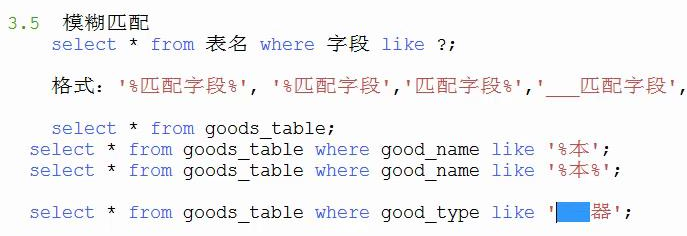 3.5 模糊匹配
select * from 表名 where 字段 like ?;
格式：'%匹配字段%', '%匹配字段','匹配字段%','___匹配字段',
select * from goods_table;
select * from goods_table where good_name like '%本';
select * from goods_table where good_name like '%本%';
select * from goods_table where good_type like '___器';